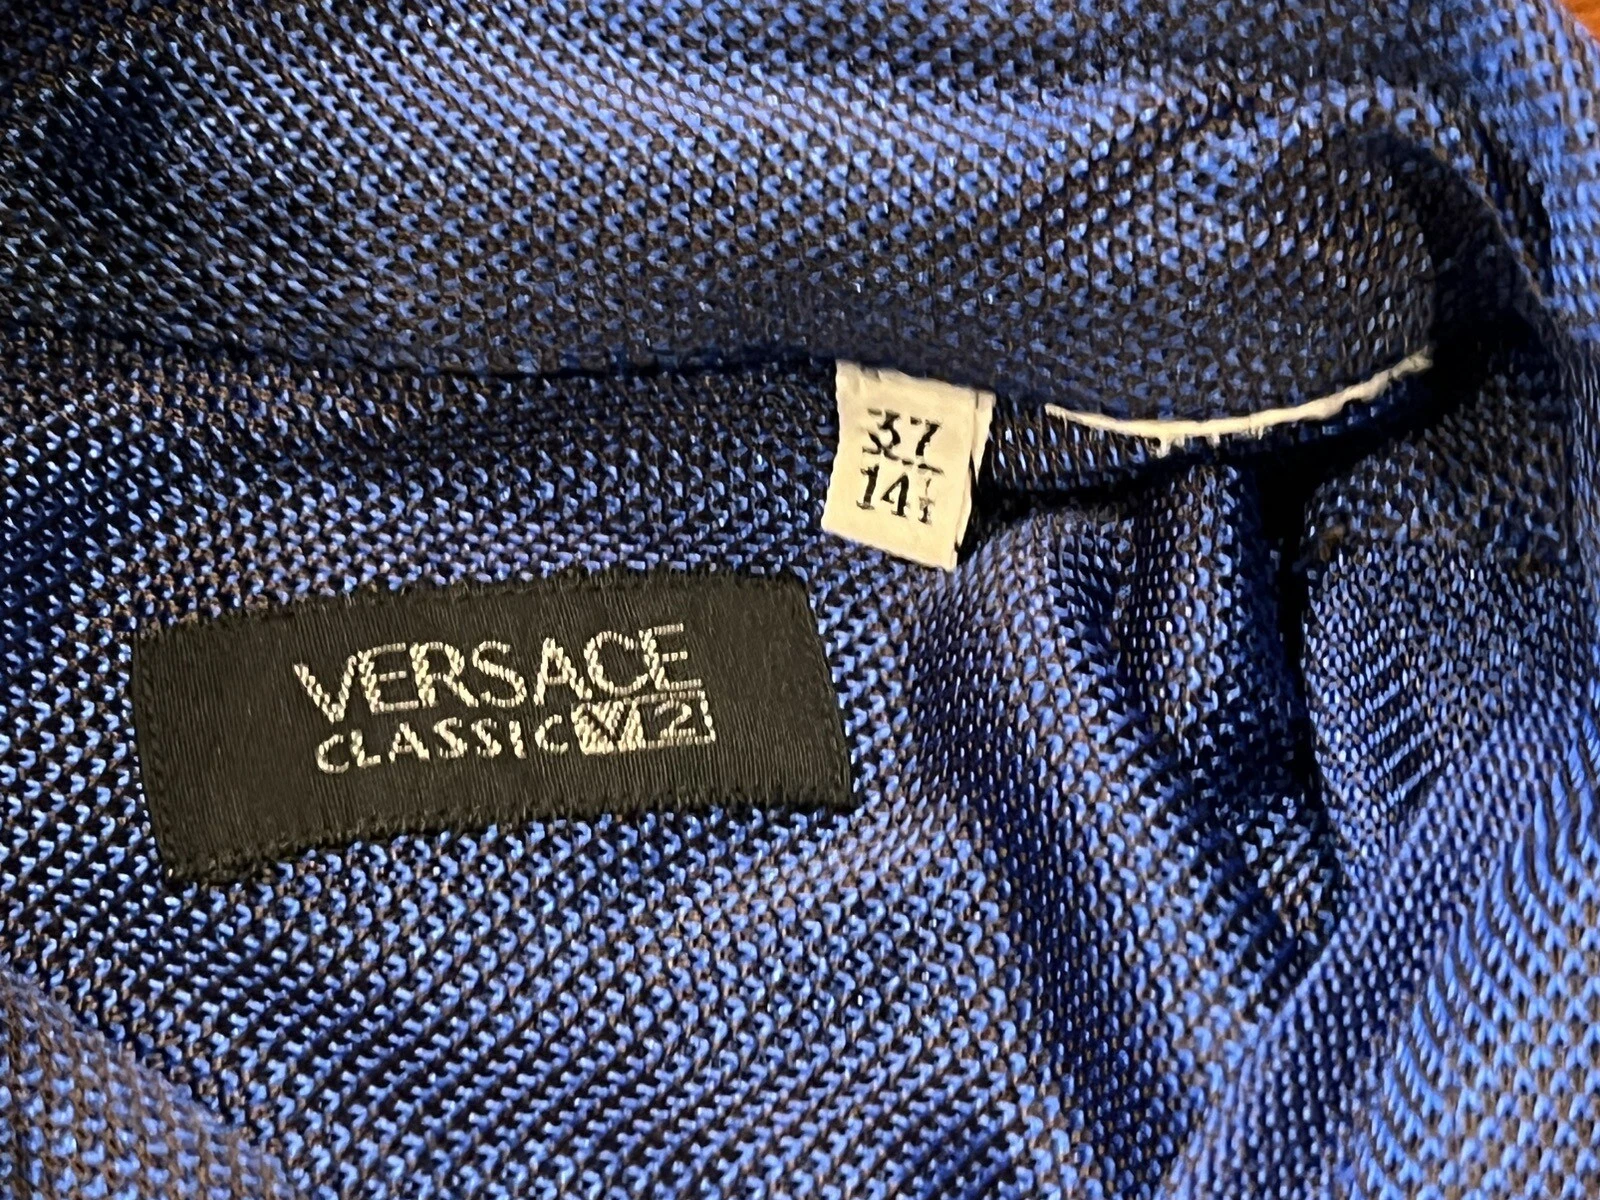 37
14½
VERSACE
CLASSIC V2